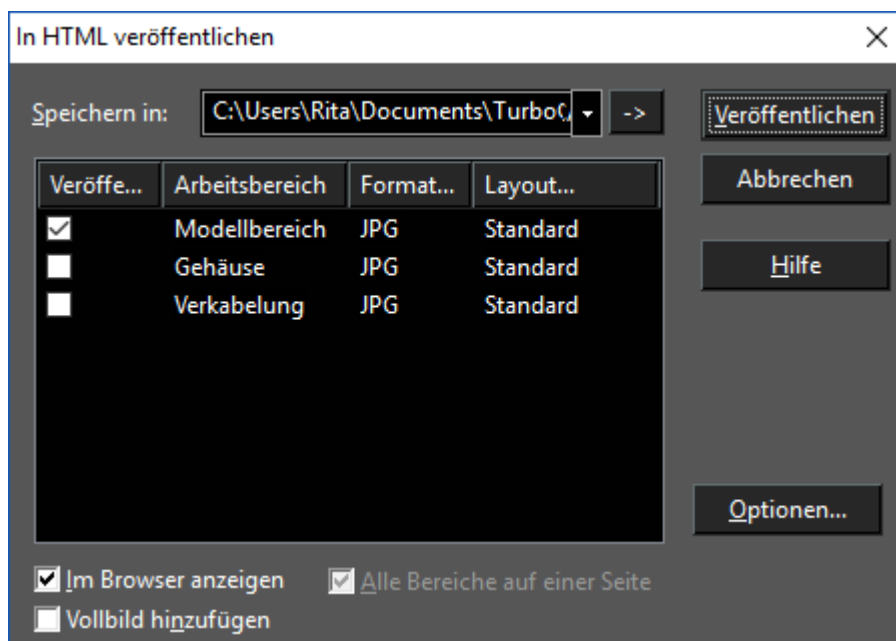 In HTML veröffentlichen
Speichern in: C:\Users\Rita\Documents\Turbo -> Veröffentlichen
Abbrechen
Veröffe... Arbeitsbereich Format... Layout...
Modellbereich JPG Standard
Gehäuse JPG Standard
Hilfe
Verkabelung JPG Standard
Optionen...
Im Browser anzeigen Alle Bereiche auf einer Seite
Vollbild hinzufügen